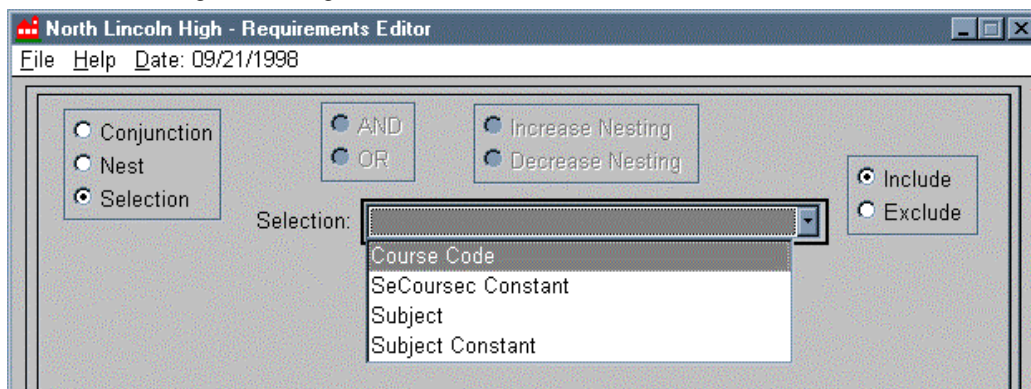 North Lincoln High - Requirements Editor
File Help Date: 09/21/1998
Conjunction
Nest
Selection
AND
OR
Increase Nesting
Decrease Nesting
Include
Exclude
Selection:
Course Code
SeCoursec Constant
Subject
Subject Constant